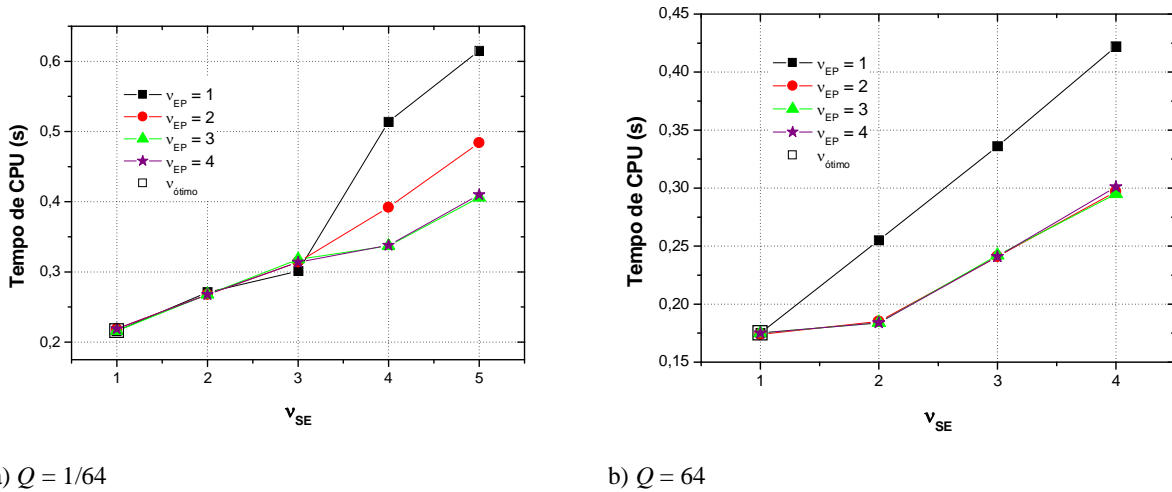 Tempo de CPU (s)
0,6
0,5
0,4
0,3
0,2
ν_EP = 1
ν_EP = 2
ν_EP = 3
ν_EP = 4
ν_ótimo
1 2 3 4 5
ν_SE
Tempo de CPU (s)
0,45
0,40
0,35
0,30
0,25
0,20
0,15
ν_EP = 1
ν_EP = 2
ν_EP = 3
ν_EP = 4
ν_ótimo
1 2 3 4
ν_SE
) Q = 1/64
b) Q = 64